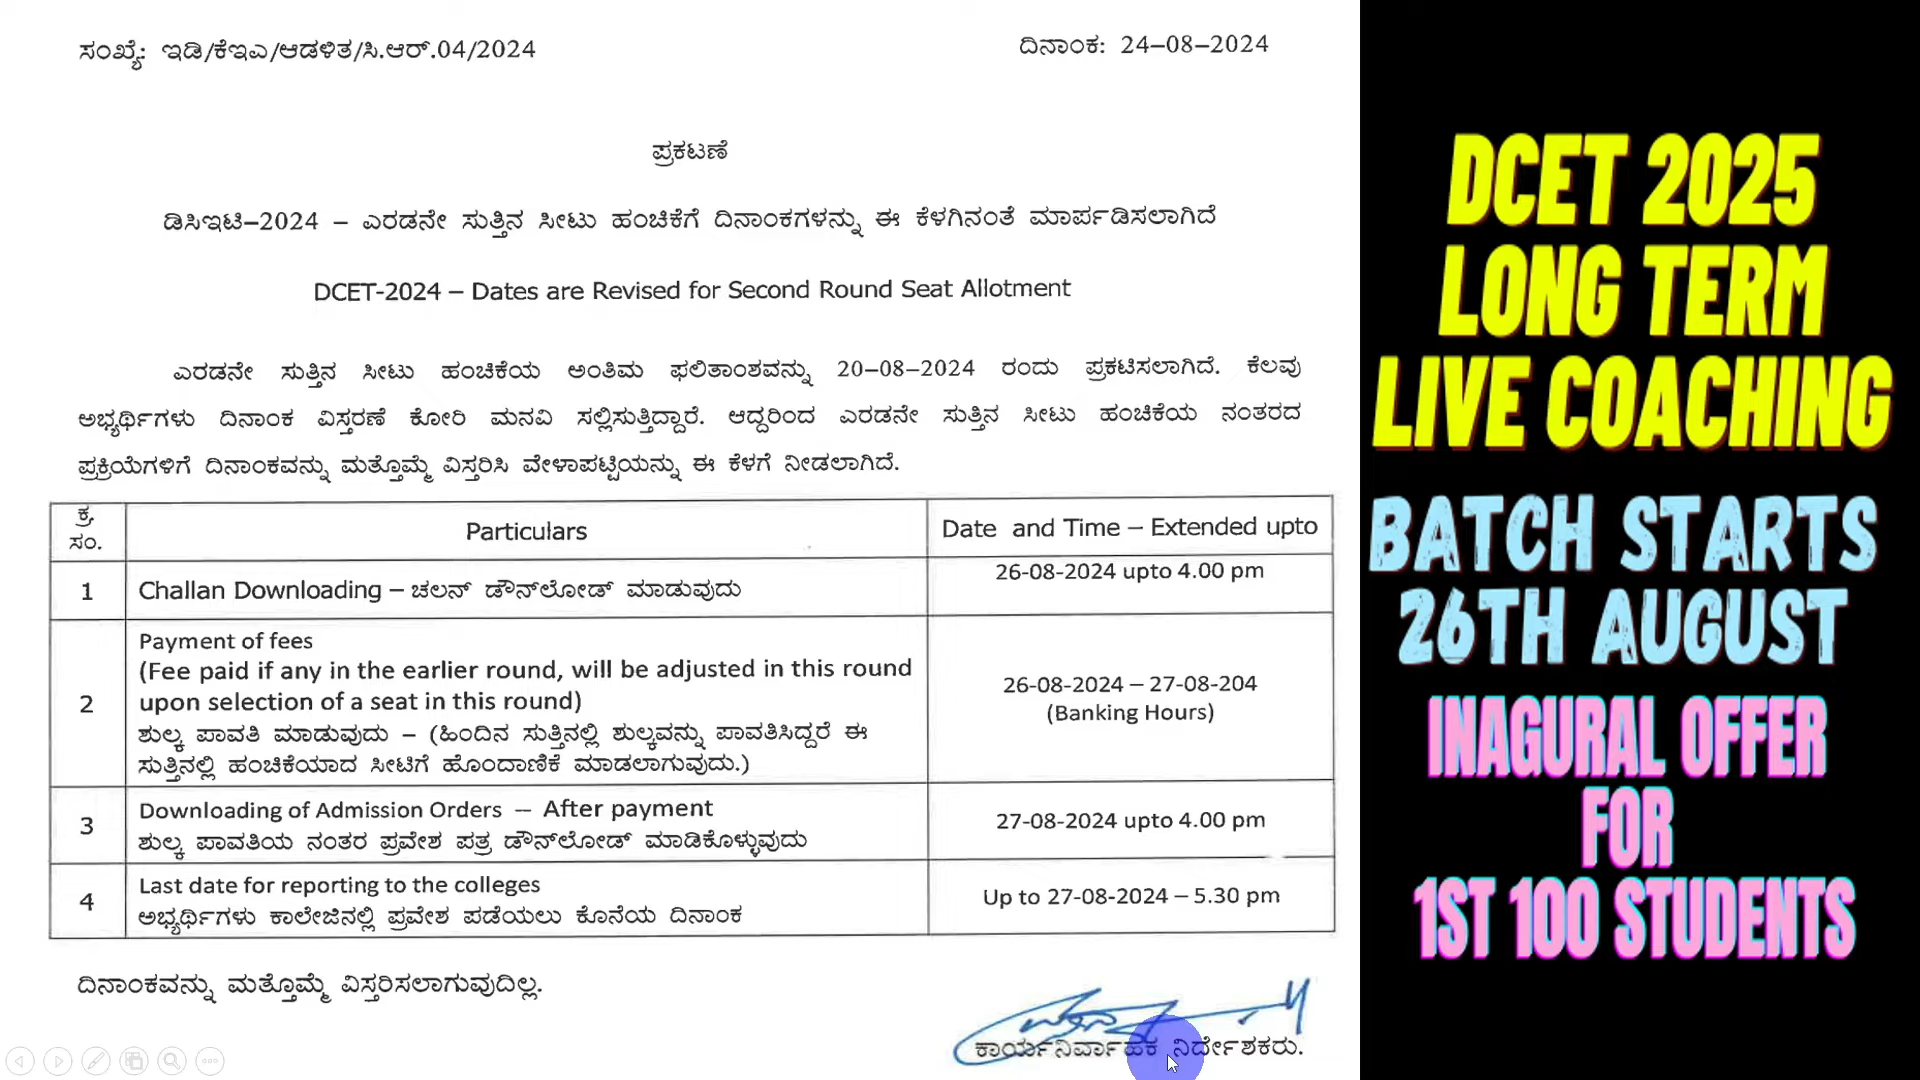 ಸಂಖ್ಯೆ: ಇಡಿ/ಕೆಇಎ/ಆಡಳಿತ/ಸಿ.ಆರ್.04/2024
ದಿನಾಂಕ: 24–08–2024
ಪ್ರಕಟಣೆ
ಡಿಸಿಇಟಿ–2024 – ಎರಡನೇ ಸುತ್ತಿನ ಸೀಟು ಹಂಚಿಕೆಗೆ ದಿನಾಂಕಗಳನ್ನು ಈ ಕೆಳಗಿನಂತೆ ಮಾರ್ಪಡಿಸಲಾಗಿದೆ
DCET-2024 – Dates are Revised for Second Round Seat Allotment
ಎರಡನೇ ಸುತ್ತಿನ ಸೀಟು ಹಂಚಿಕೆಯ ಅಂತಿಮ ಫಲಿತಾಂಶವನ್ನು 20–08–2024 ರಂದು ಪ್ರಕಟಿಸಲಾಗಿದೆ. ಕೆಲವು
ಅಭ್ಯರ್ಥಿಗಳು ದಿನಾಂಕ ವಿಸ್ತರಣೆ ಕೋರಿ ಮನವಿ ಸಲ್ಲಿಸುತ್ತಿದ್ದಾರೆ. ಆದ್ದರಿಂದ ಎರಡನೇ ಸುತ್ತಿನ ಸೀಟು ಹಂಚಿಕೆಯ ನಂತರದ
ಪ್ರಕ್ರಿಯೆಗಳಿಗೆ ದಿನಾಂಕವನ್ನು ಮತ್ತೊಮ್ಮೆ ವಿಸ್ತರಿಸಿ ವೇಳಾಪಟ್ಟಿಯನ್ನು ಈ ಕೆಳಗೆ ನೀಡಲಾಗಿದೆ.
ಕ್ರ.
ಸಂ.
Particulars
Date and Time – Extended upto
1
Challan Downloading – ಚಲನ್ ಡೌನ್‌ಲೋಡ್ ಮಾಡುವುದು
26-08-2024 upto 4.00 pm
2
Payment of fees
(Fee paid if any in the earlier round, will be adjusted in this round
upon selection of a seat in this round)
ಶುಲ್ಕ ಪಾವತಿ ಮಾಡುವುದು – (ಹಿಂದಿನ ಸುತ್ತಿನಲ್ಲಿ ಶುಲ್ಕವನ್ನು ಪಾವತಿಸಿದ್ದರೆ ಈ
ಸುತ್ತಿನಲ್ಲಿ ಹಂಚಿಕೆಯಾದ ಸೀಟಿಗೆ ಹೊಂದಾಣಿಕೆ ಮಾಡಲಾಗುವುದು.)
26-08-2024 – 27-08-204
(Banking Hours)
3
Downloading of Admission Orders – After payment
ಶುಲ್ಕ ಪಾವತಿಯ ನಂತರ ಪ್ರವೇಶ ಪತ್ರ ಡೌನ್‌ಲೋಡ್ ಮಾಡಿಕೊಳ್ಳುವುದು
27-08-2024 upto 4.00 pm
4
Last date for reporting to the colleges
ಅಭ್ಯರ್ಥಿಗಳು ಕಾಲೇಜಿನಲ್ಲಿ ಪ್ರವೇಶ ಪಡೆಯಲು ಕೊನೆಯ ದಿನಾಂಕ
Up to 27-08-2024 – 5.30 pm
ದಿನಾಂಕವನ್ನು ಮತ್ತೊಮ್ಮೆ ವಿಸ್ತರಿಸಲಾಗುವುದಿಲ್ಲ.
ಕಾರ್ಯನಿರ್ವಾಹಕ ನಿರ್ದೇಶಕರು.
DCET 2025
LONG TERM
LIVE COACHING
BATCH STARTS
26TH AUGUST
INAGURAL OFFER
FOR
1ST 100 STUDENTS